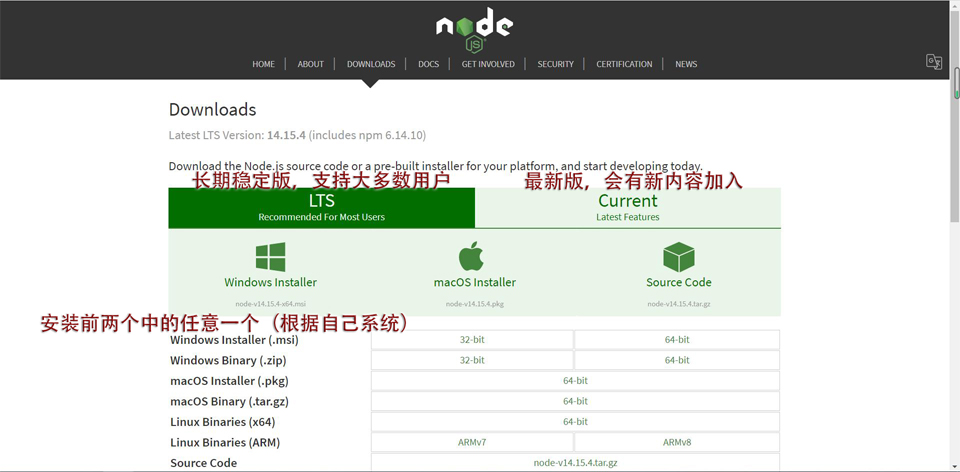 node
JS
HOME
ABOUT
DOWNLOADS
DOCS
GET INVOLVED
SECURITY
CERTIFICATION
NEWS
Downloads
Latest LTS Version: 14.15.4 (includes npm 6.14.10)
Download the Node.js source code or a pre-built installer for your platform, and start developing today.
长期稳定版，支持大多数用户
最新版，会有新内容加入
LTS
Recommended For Most Users
Current
Latest Features
Windows Installer
node-v14.15.4-x64.msi
macOS Installer
node-v14.15.4.pkg
Source Code
node-v14.15.4.tar.gz
安装前两个中的任意一个（根据自己系统）
Windows Installer (.msi)
32-bit
64-bit
Windows Binary (.zip)
32-bit
64-bit
macOS Installer (.pkg)
64-bit
macOS Binary (.tar.gz)
64-bit
Linux Binaries (x64)
64-bit
Linux Binaries (ARM)
ARMv7
ARMv8
Source Code
node-v14.15.4.tar.gz